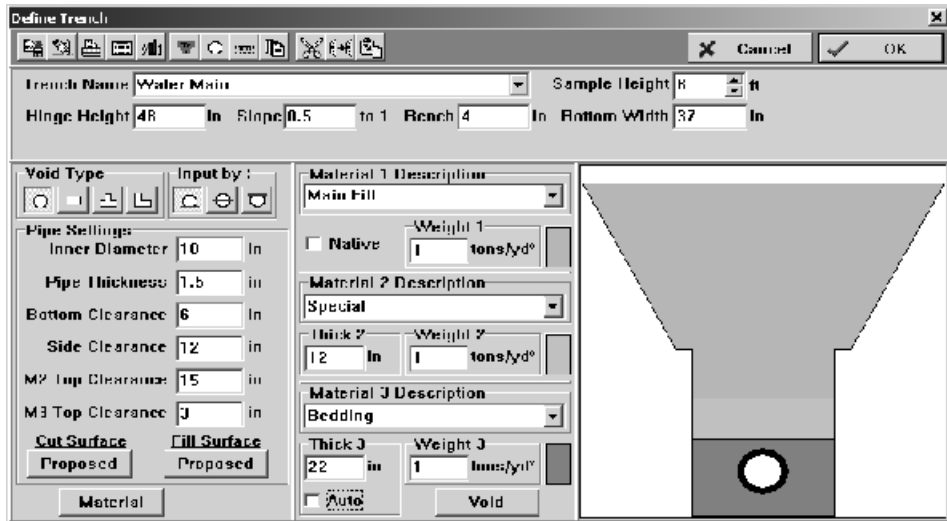 Define Trench
Cancel OK
Trench Name Water Main Sample Height ft
Hinge Height 48 In Slope 0.5 to 1 Bench 4 In Bottom Width 37 In
Void Type Input by :
Pipe Settings
Inner Diameter 10 In
Pipe Thickness 1.5 in
Bottom Clearance 6 In
Side Clearance 12 in
M2 Top Clearance 15 in
M3 Top Clearance 3 in
Cut Surface Fill Surface
Proposed Proposed
Material
Material 1 Description
Main Fill
Native Weight 1
1 tons/yd³
Material 2 Description
Special
Thick 2 Weight 2
12 In 1 tons/yd³
Material 3 Description
Bedding
Thick 3 Weight 3
22 in 1 tons/yd³
Auto Void